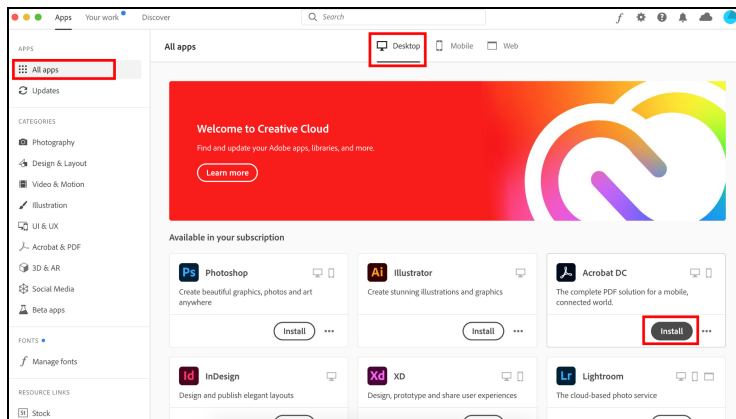 Apps Your work Discover Search
APPS
All apps
Updates
CATEGORIES
Photography
Design & Layout
Video & Motion
Illustration
UI & UX
Acrobat & PDF
3D & AR
Social Media
Beta apps
FONTS
Manage fonts
RESOURCE LINKS
St Stock
All apps Desktop Mobile Web
Welcome to Creative Cloud
Find and update your Adobe apps, libraries, and more.
Learn more
Available in your subscription
Ps Photoshop
Create beautiful graphics, photos and art
anywhere
Install
Ai Illustrator
Create stunning illustrations and graphics
Install
Acrobat DC
The complete PDF solution for a mobile,
connected world.
Install
Id InDesign
Design and publish elegant layouts
Xd XD
Design, prototype and share user experiences
Lr Lightroom
The cloud-based photo service